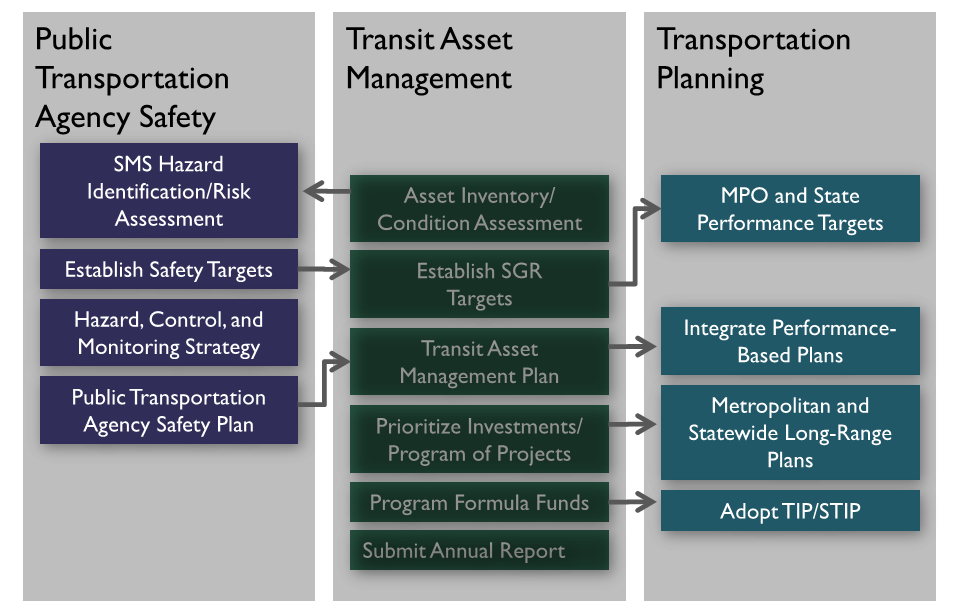 Public
Transportation
Agency Safety
SMS Hazard
Identification/Risk
Assessment
Establish Safety Targets
Hazard, Control, and
Monitoring Strategy
Public Transportation
Agency Safety Plan
Transit Asset
Management
Asset Inventory/
Condition Assessment
Establish SGR
Targets
Transit Asset
Management Plan
Prioritize Investments/
Program of Projects
Program Formula Funds
Submit Annual Report
Transportation
Planning
MPO and State
Performance Targets
Integrate Performance-
Based Plans
Metropolitan and
Statewide Long-Range
Plans
Adopt TIP/STIP